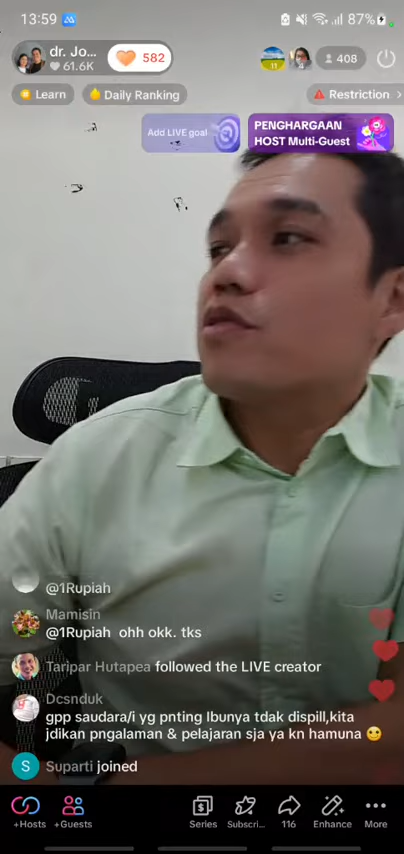 13:59
87%
dr. Jo...
61.6K
582
11
408
Learn
Daily Ranking
Restriction
Add LIVE goal
PENGHARGAAN
HOST Multi-Guest
@1Rupiah
Mamisin
@1Rupiah ohh okk. tks
Taripar Hutapea followed the LIVE creator
Dcsnduk
gpp saudara/i yg pnting Ibunya tdak dispill,kita
jdikan pngalaman & pelajaran sja ya kn hamuna
S
Suparti joined
+Hosts
+Guests
Series
Subscri...
116
Enhance
More